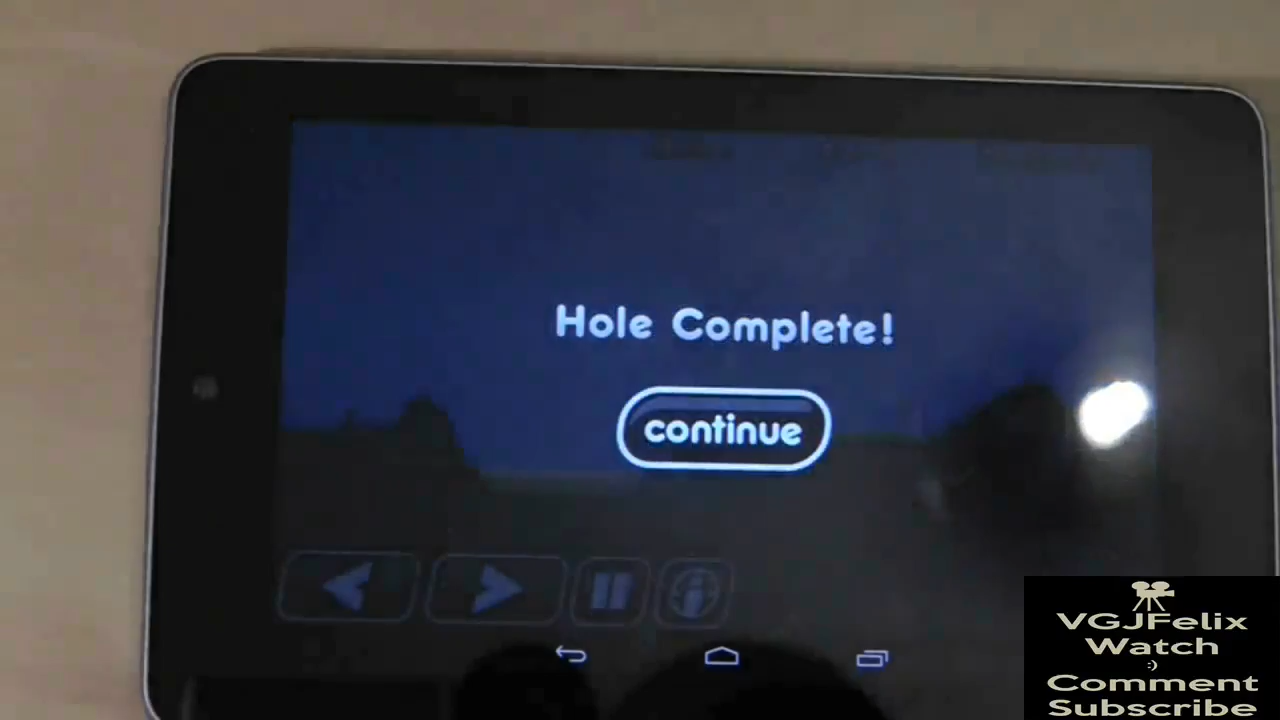 Hole Complete!
continue
VGJFelix
Watch
:)
Comment
Subscribe